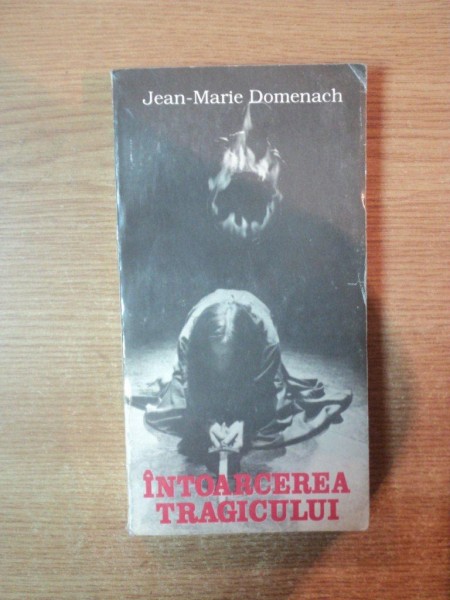 Jean-Marie Domenach
ÎNTOARCEREA
TRAGICULUI